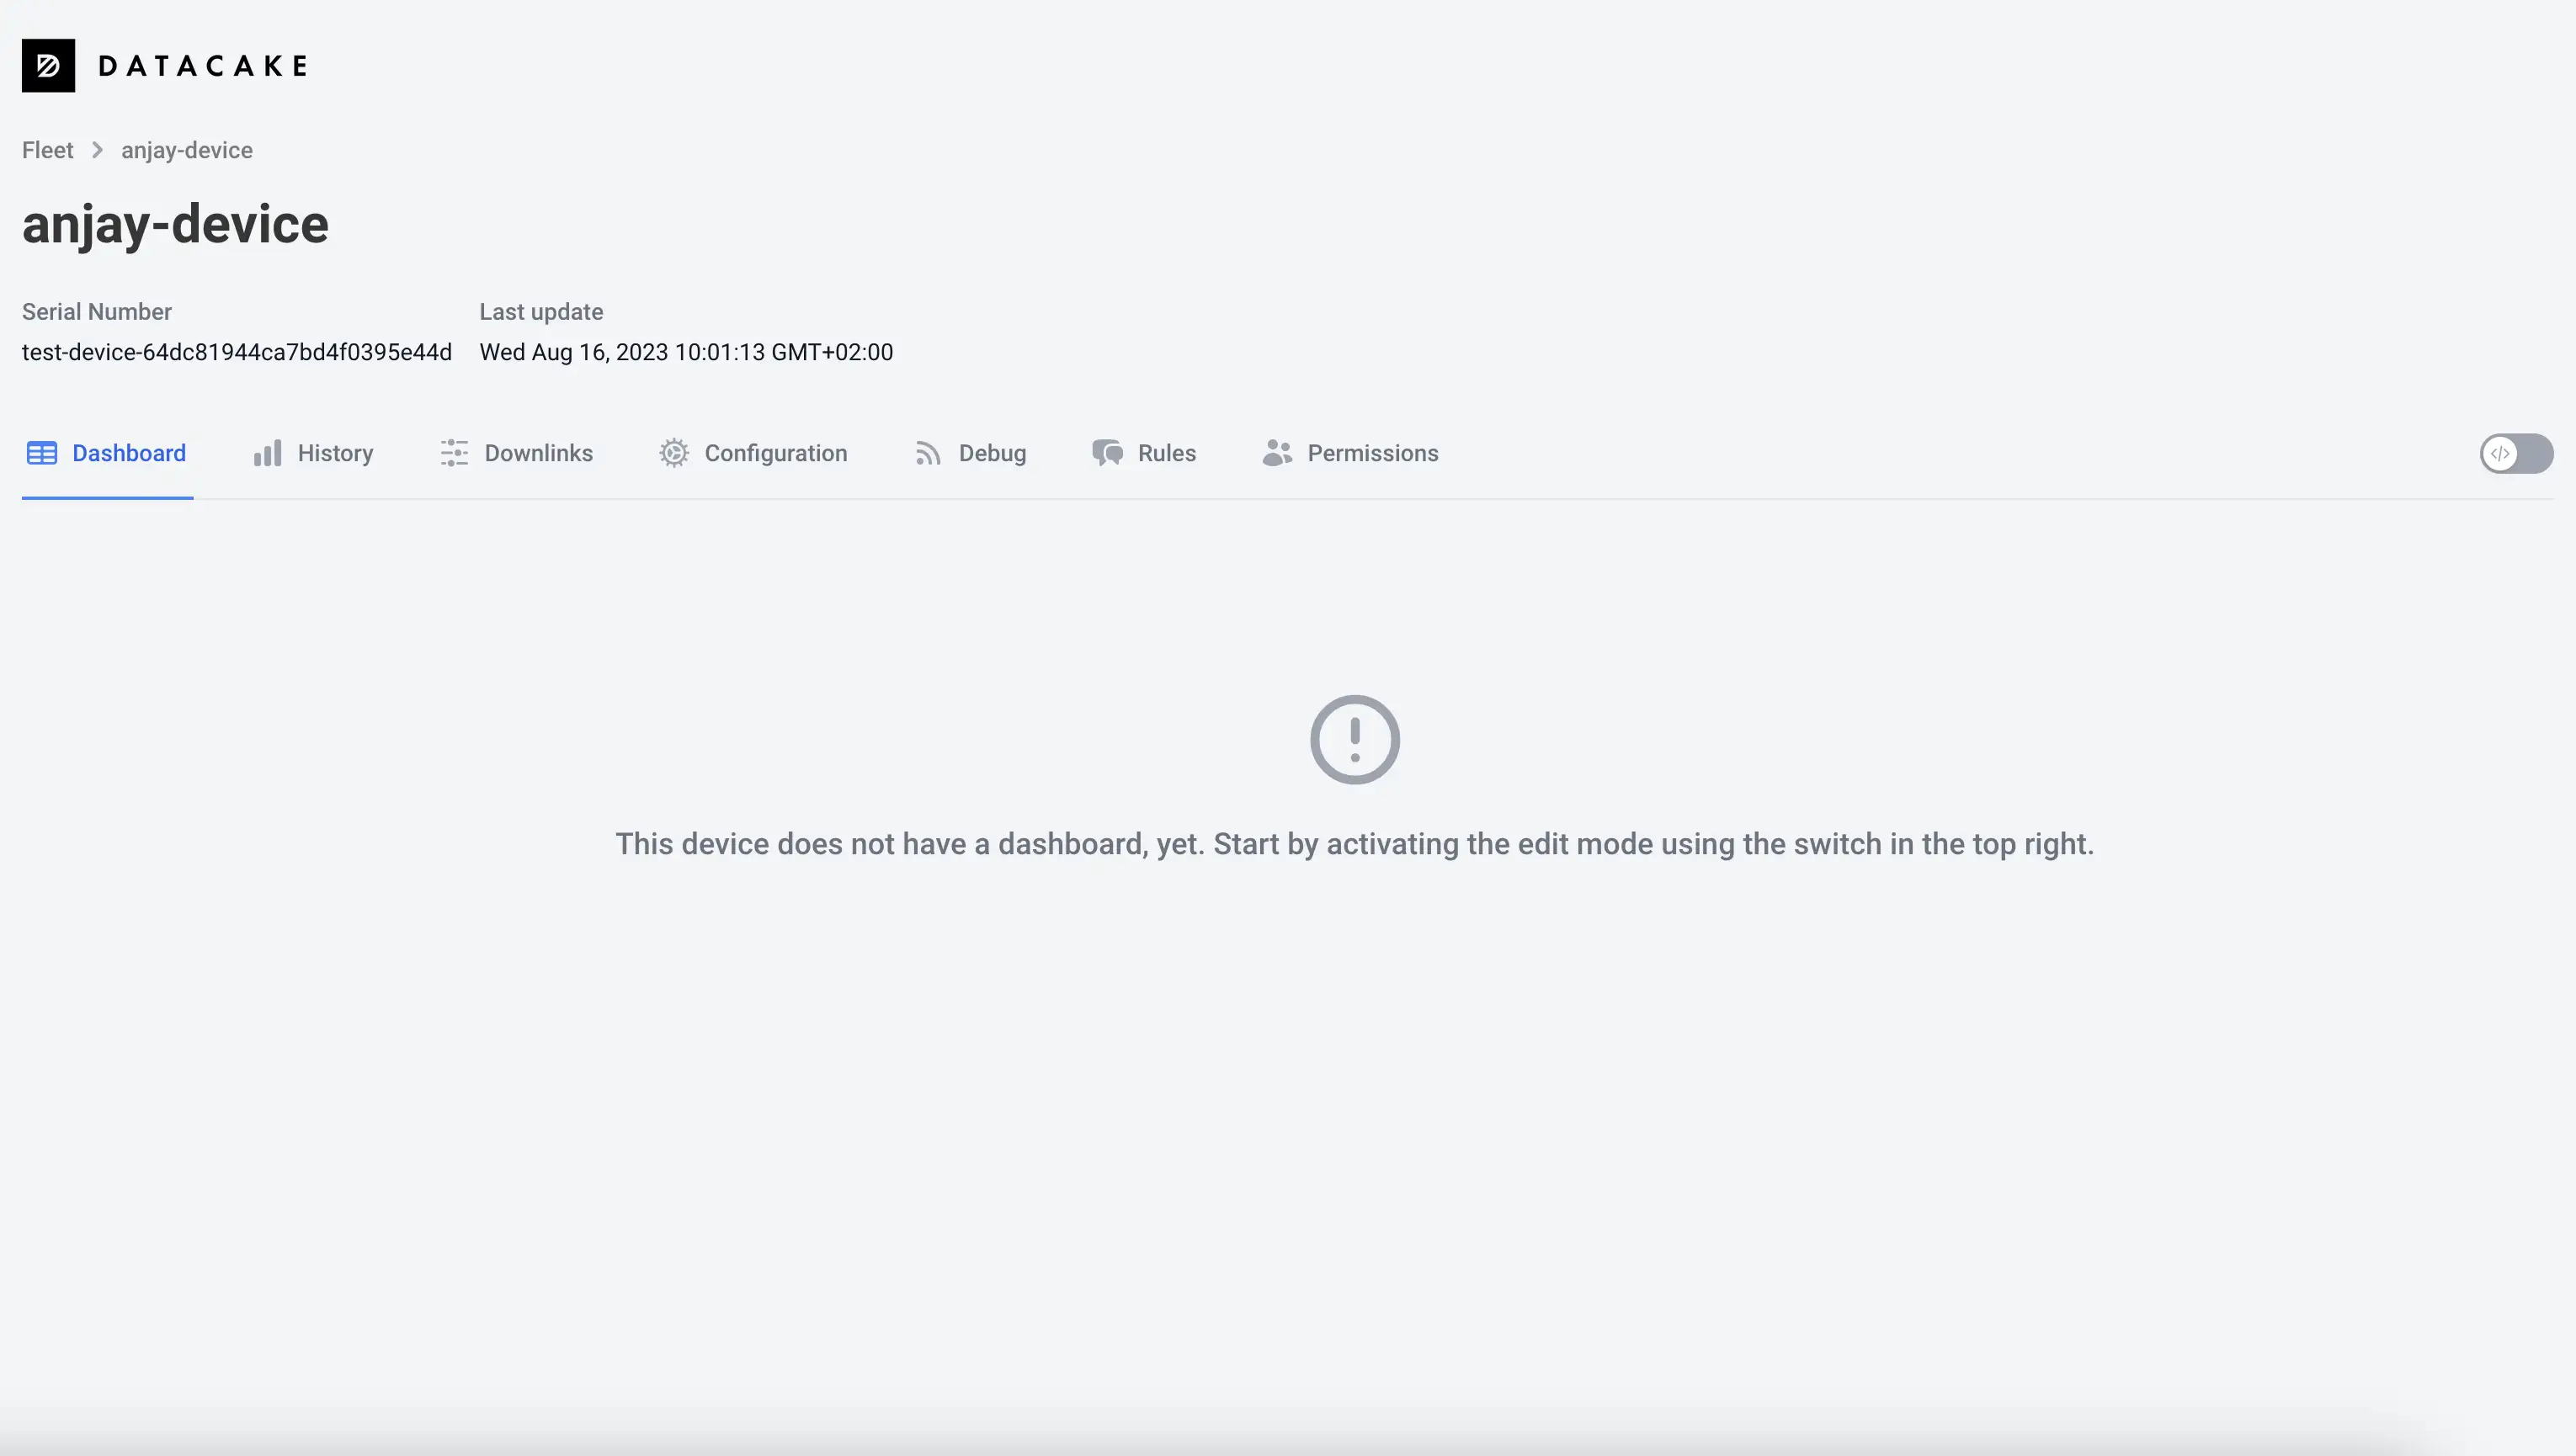 DATACAKE
Fleet > anjay-device
anjay-device
Serial Number Last update
test-device-64dc81944ca7bd4f0395e44d Wed Aug 16, 2023 10:01:13 GMT+02:00
Dashboard History Downlinks Configuration Debug Rules Permissions
This device does not have a dashboard, yet. Start by activating the edit mode using the switch in the top right.